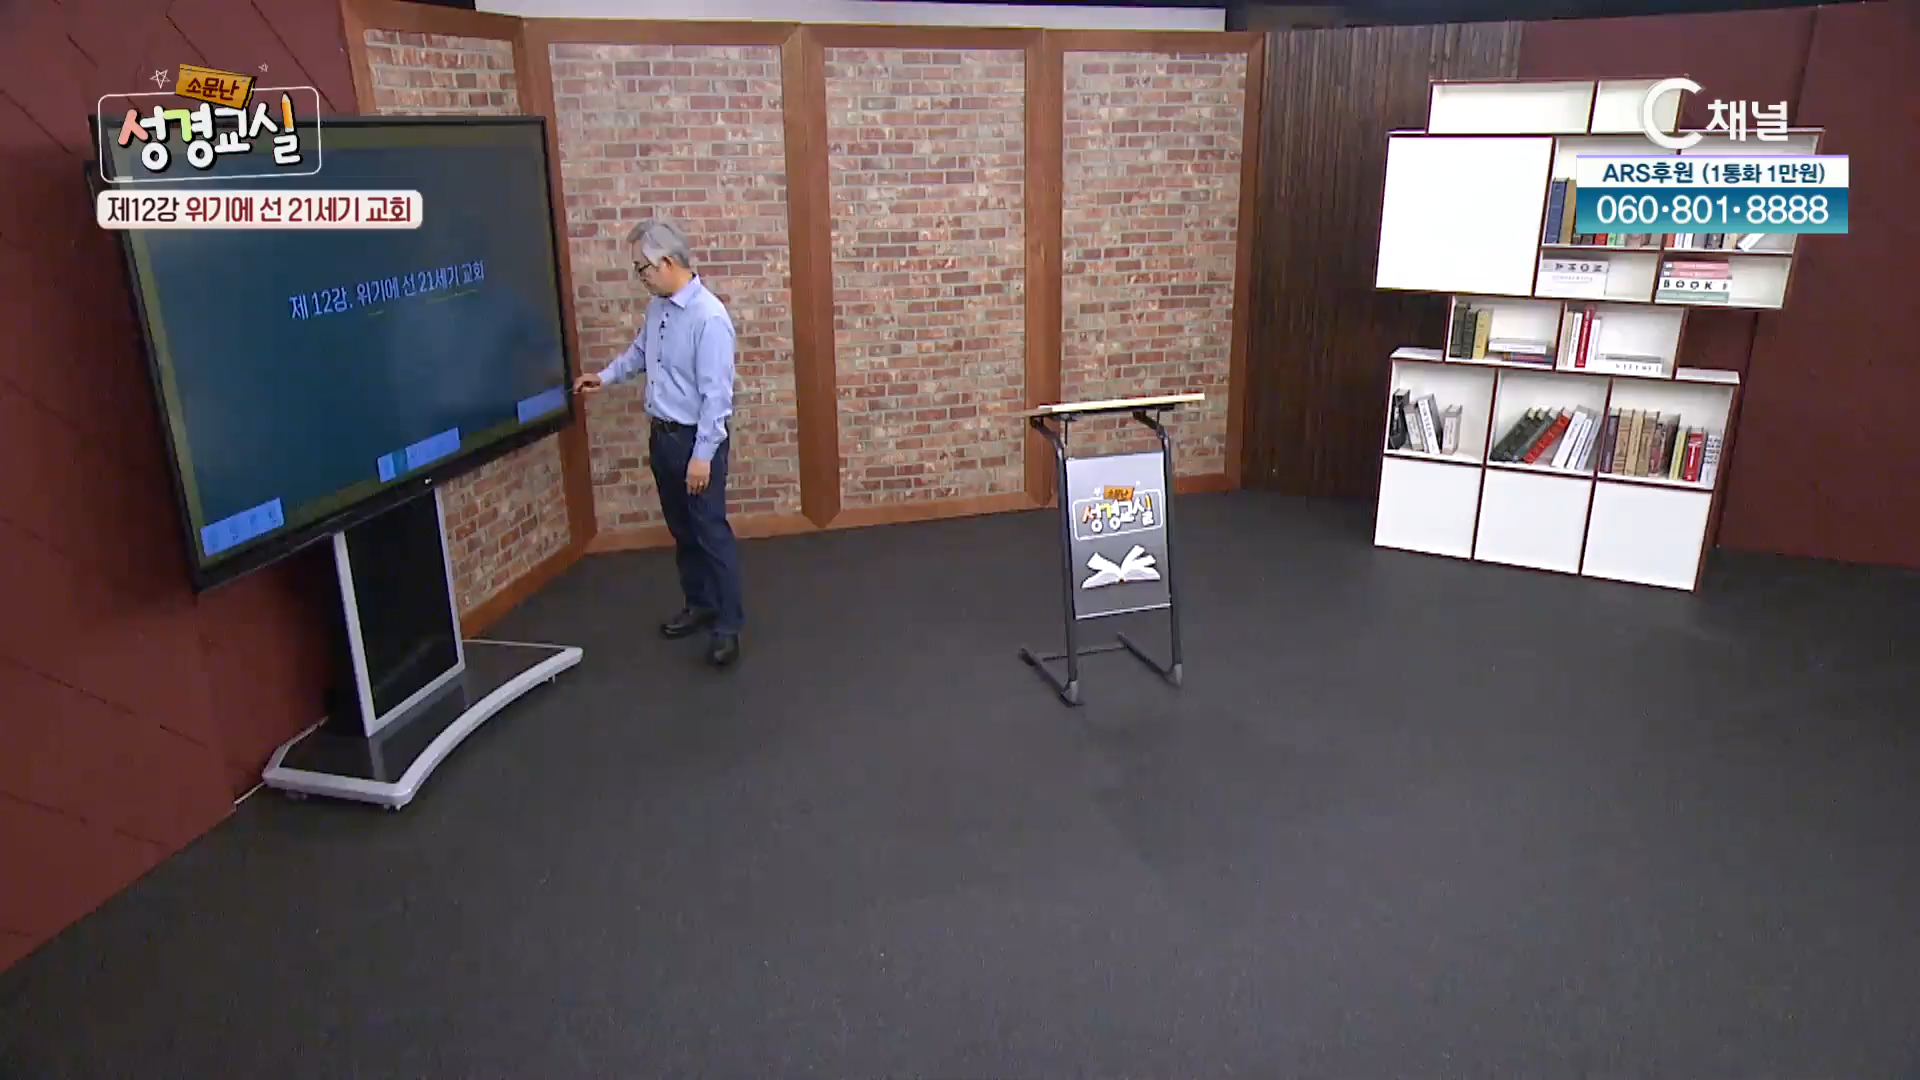 소문난
성경교실
제12강 위기에 선 21세기 교회
제 12강. 위기에 선 21세기 교회
C채널
ARS후원 (1통화 1만원)
060·801·8888
BOOK
소문난
성경교실